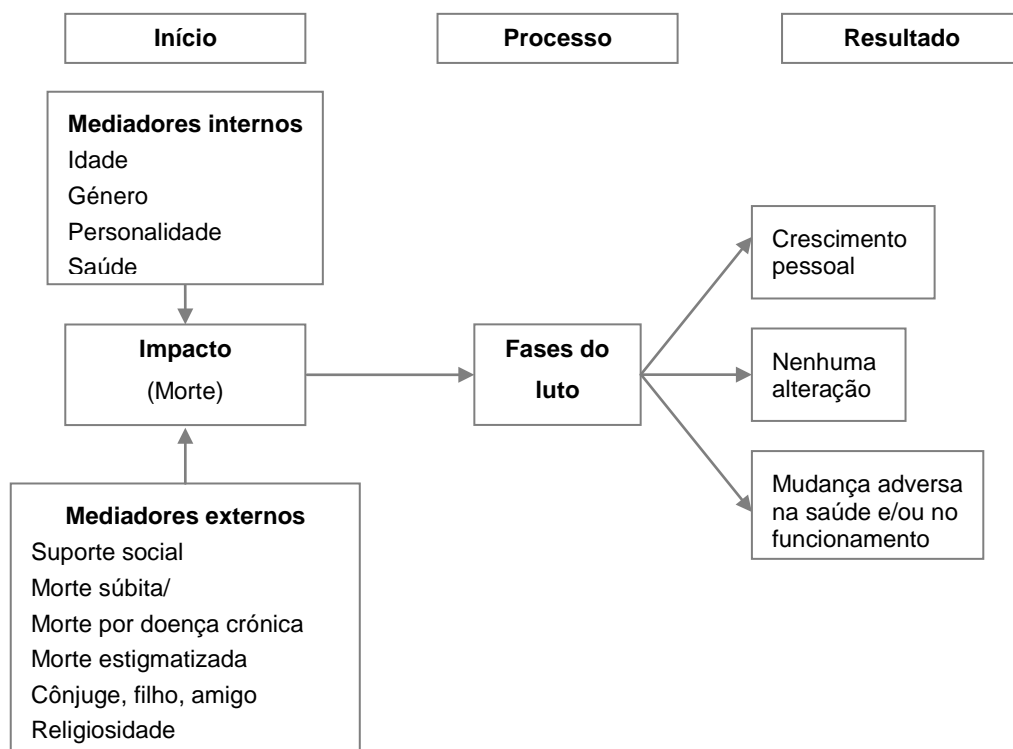 Início
Processo
Resultado
Mediadores internos
Idade
Género
Personalidade
Saúde
Impacto
(Morte)
Fases do
luto
Crescimento
pessoal
Nenhuma
alteração
Mudança adversa
na saúde e/ou no
funcionamento
Mediadores externos
Suporte social
Morte súbita/
Morte por doença crónica
Morte estigmatizada
Cônjuge, filho, amigo
Religiosidade